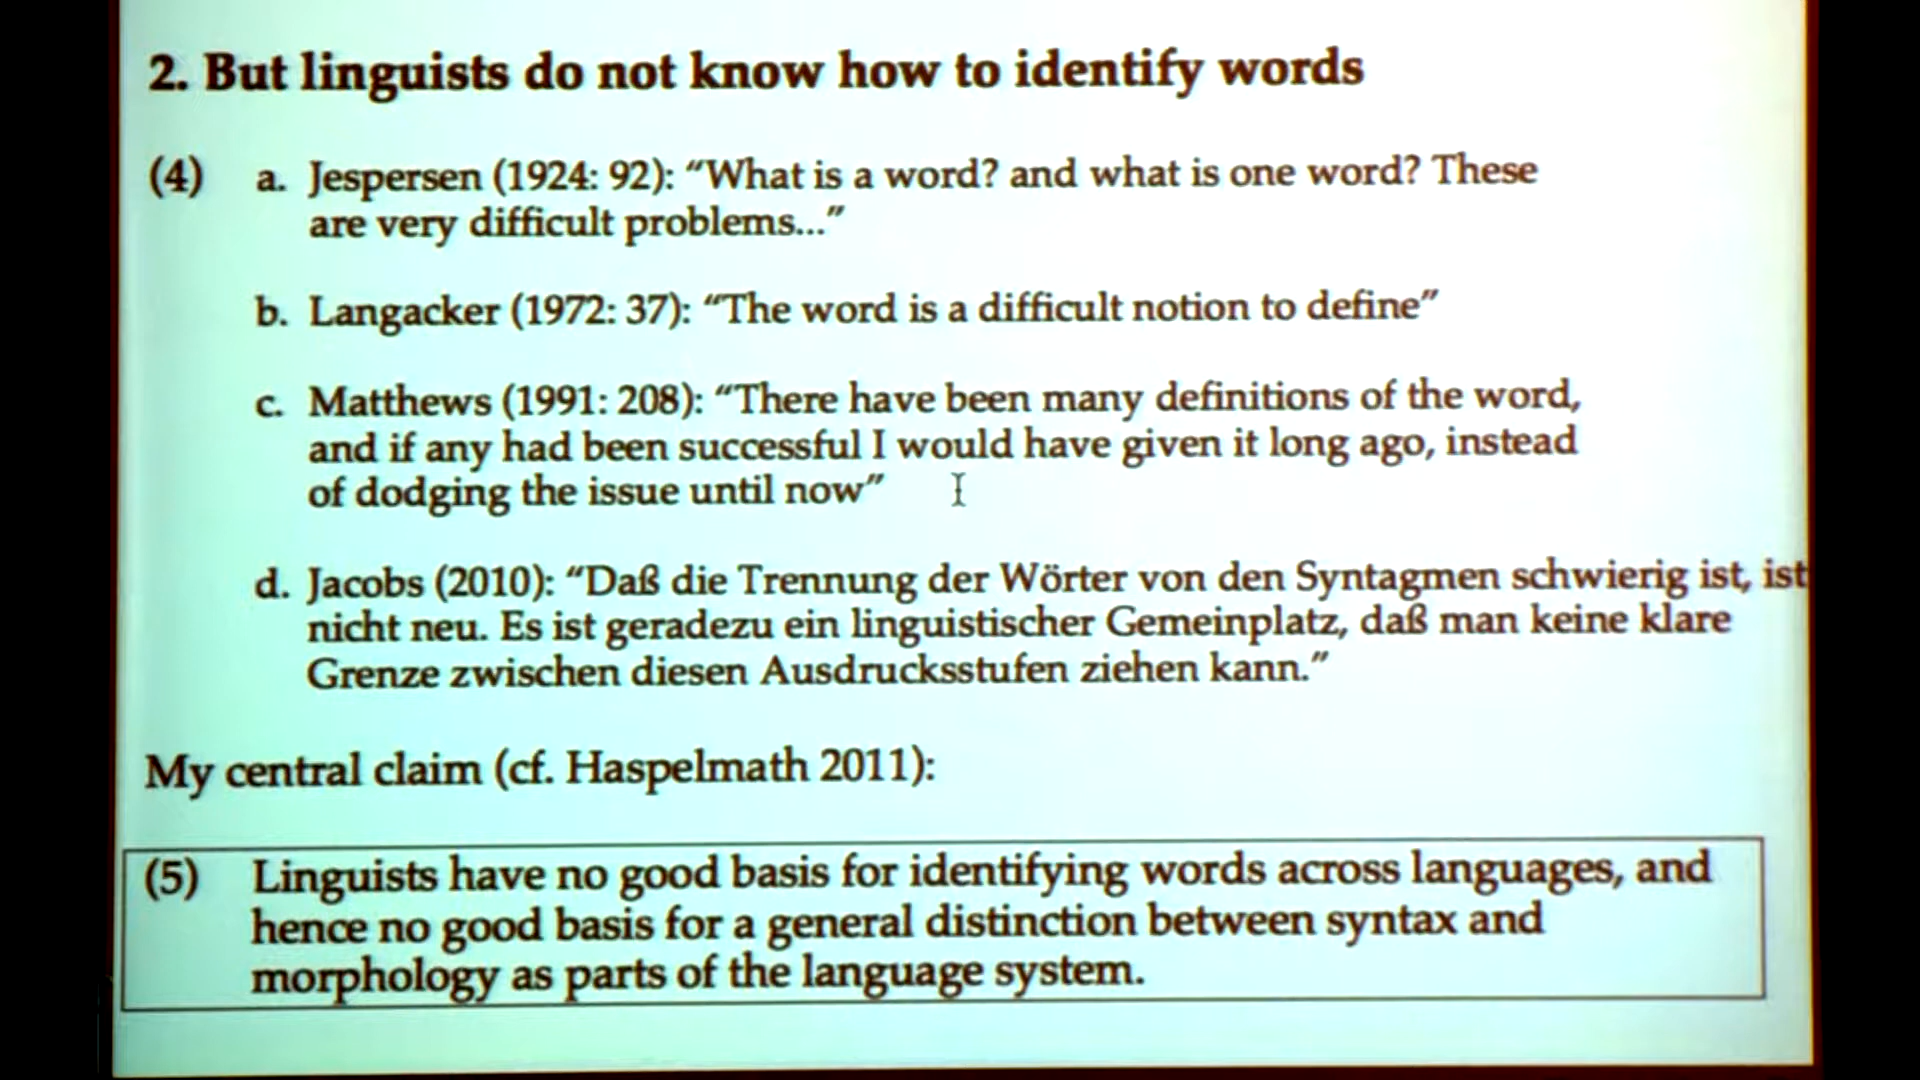 2. But linguists do not know how to identify words
(4) a. Jespersen (1924: 92): “What is a word? and what is one word? These
are very difficult problems...”
b. Langacker (1972: 37): “The word is a difficult notion to define”
c. Matthews (1991: 208): “There have been many definitions of the word,
and if any had been successful I would have given it long ago, instead
of dodging the issue until now”
d. Jacobs (2010): “Daß die Trennung der Wörter von den Syntagmen schwierig ist, ist
nicht neu. Es ist geradezu ein linguistischer Gemeinplatz, daß man keine klare
Grenze zwischen diesen Ausdrucksstufen ziehen kann.”
My central claim (cf. Haspelmath 2011):
(5) Linguists have no good basis for identifying words across languages, and
hence no good basis for a general distinction between syntax and
morphology as parts of the language system.